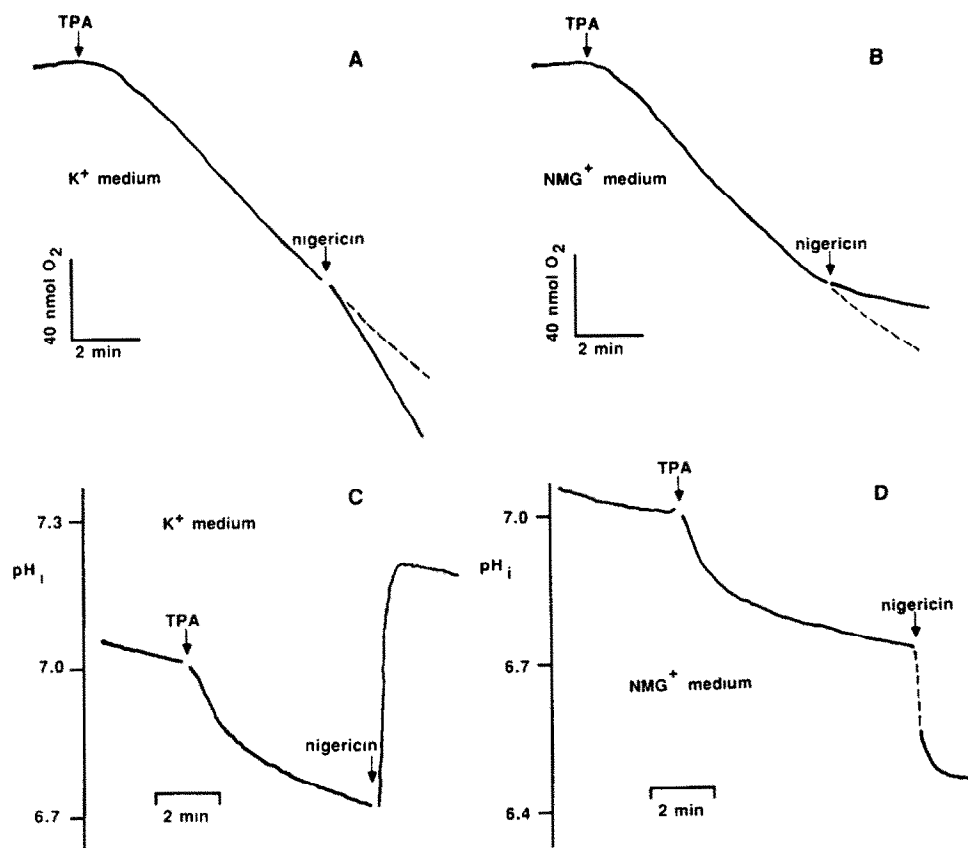 TPA
A
K+ medium
nigericin
40 nmol O2
2 min
TPA
B
NMG+ medium
nigericin
40 nmol O2
2 min
C
7.3
K+ medium
pHi
TPA
7.0
nigericin
2 min
6.7
TPA
D
7.0
pHi
nigericin
6.7
NMG+ medium
2 min
6.4